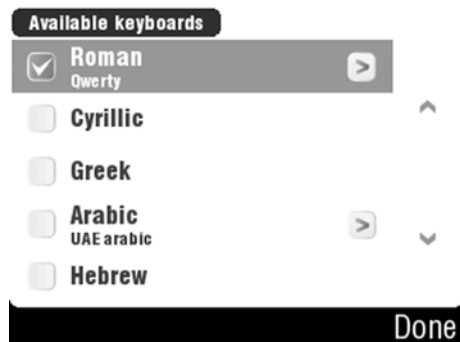 Available keyboards
Roman
Qwerty
Cyrillic
Greek
Arabic
UAE arabic
Hebrew
Done